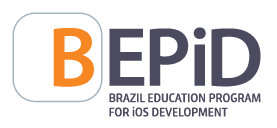 BEPiD
BRAZIL EDUCATION PROGRAM
FOR iOS DEVELOPMENT